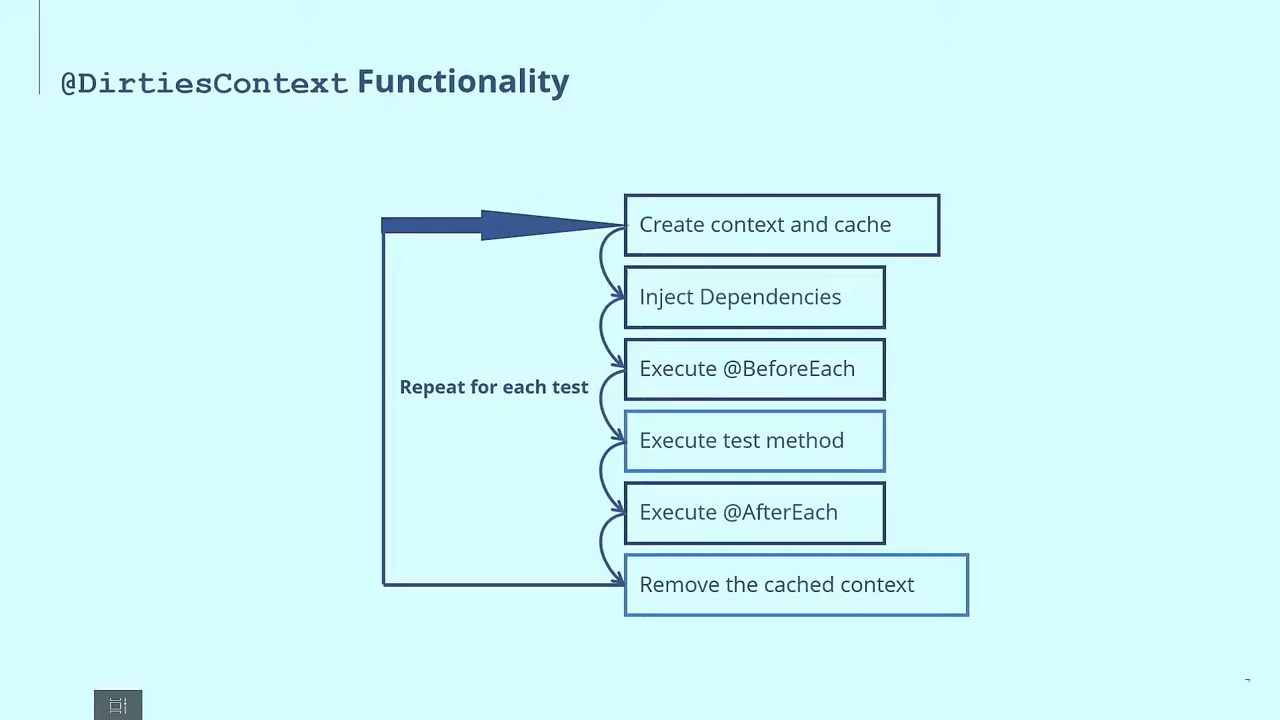 @DirtiesContext Functionality
Create context and cache
Inject Dependencies
Execute @BeforeEach
Repeat for each test
Execute test method
Execute @AfterEach
Remove the cached context